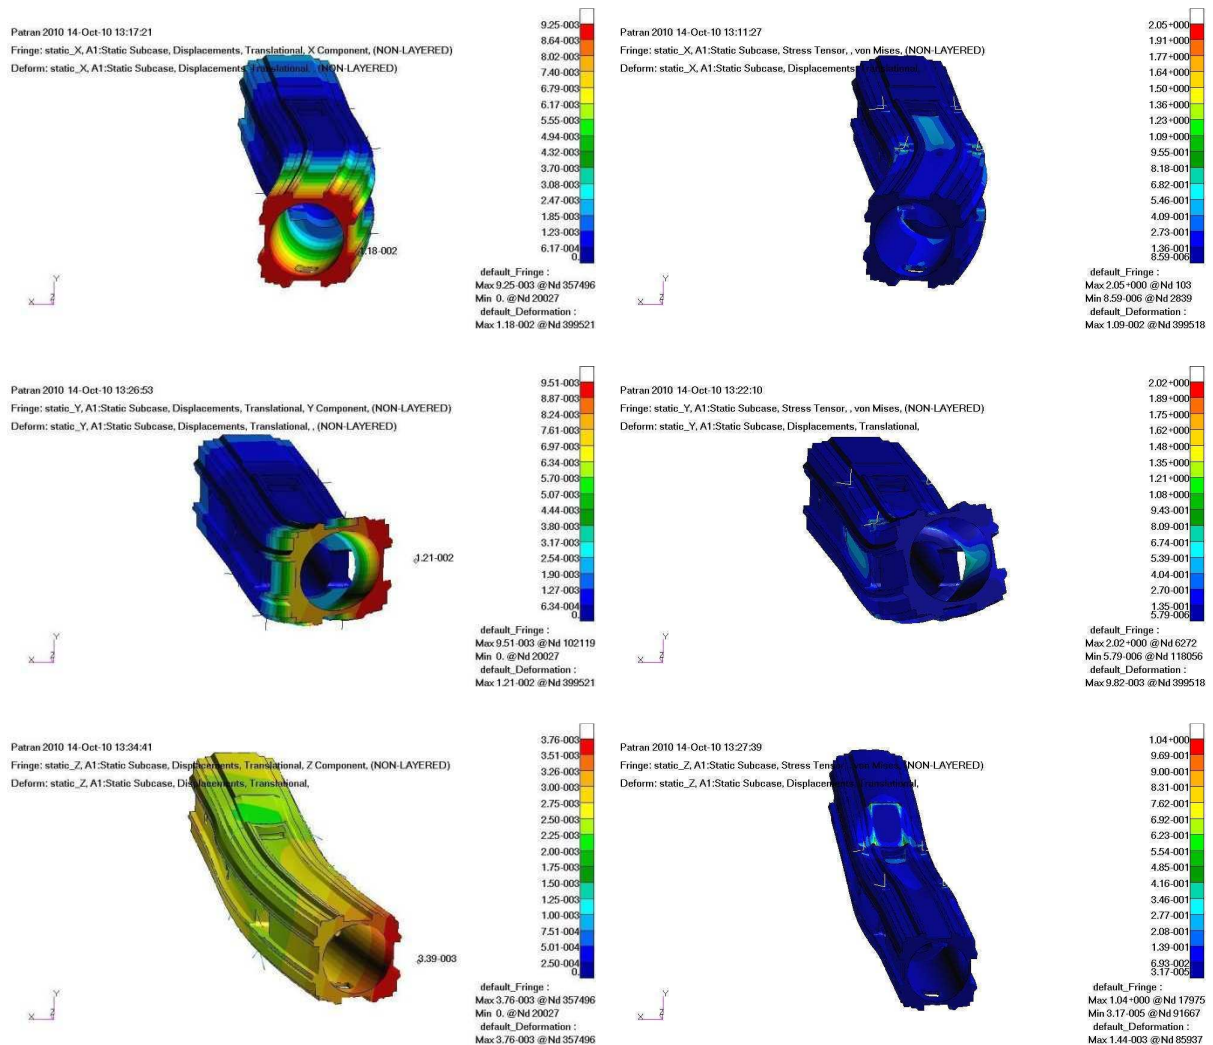 Patran 2010 14-Oct-10 13:17:21
Fringe: static_X, A1:Static Subcase, Displacements, Translational, X Component, (NON-LAYERED)
Deform: static_X, A1:Static Subcase, Displacements, Translational, , (NON-LAYERED)
9.25-003
8.64-003
8.02-003
7.40-003
6.79-003
6.17-003
5.55-003
4.94-003
4.32-003
3.70-003
3.08-003
2.47-003
1.85-003
1.23-003
6.17-004
0.
1.18-002
default_Fringe :
Max 9.25-003 @Nd 357496
Min 0. @Nd 20027
default_Deformation :
Max 1.18-002 @Nd 399521
Y
X Z
Patran 2010 14-Oct-10 13:11:27
Fringe: static_X, A1:Static Subcase, Stress Tensor, , von Mises, (NON-LAYERED)
Deform: static_X, A1:Static Subcase, Displacements, Translational,
2.05+000
1.91+000
1.77+000
1.64+000
1.50+000
1.36+000
1.23+000
1.09+000
9.55-001
8.18-001
6.82-001
5.46-001
4.09-001
2.73-001
1.36-001
8.59-006
default_Fringe :
Max 2.05+000 @Nd 103
Min 8.59-006 @Nd 2839
default_Deformation :
Max 1.09-002 @Nd 399518
Y
X Z
Patran 2010 14-Oct-10 13:26:53
Fringe: static_Y, A1:Static Subcase, Displacements, Translational, Y Component, (NON-LAYERED)
Deform: static_Y, A1:Static Subcase, Displacements, Translational, , (NON-LAYERED)
9.51-003
8.87-003
8.24-003
7.61-003
6.97-003
6.34-003
5.70-003
5.07-003
4.44-003
3.80-003
3.17-003
2.54-003
1.90-003
1.27-003
6.34-004
0.
1.21-002
default_Fringe :
Max 9.51-003 @Nd 102119
Min 0. @Nd 20027
default_Deformation :
Max 1.21-002 @Nd 399521
Y
X Z
Patran 2010 14-Oct-10 13:22:10
Fringe: static_Y, A1:Static Subcase, Stress Tensor, , von Mises, (NON-LAYERED)
Deform: static_Y, A1:Static Subcase, Displacements, Translational,
2.02+000
1.89+000
1.75+000
1.62+000
1.48+000
1.35+000
1.21+000
1.08+000
9.43-001
8.09-001
6.74-001
5.39-001
4.04-001
2.70-001
1.35-001
5.79-006
default_Fringe :
Max 2.02+000 @Nd 6272
Min 5.79-006 @Nd 118056
default_Deformation :
Max 9.82-003 @Nd 399518
Y
X Z
Patran 2010 14-Oct-10 13:34:41
Fringe: static_Z, A1:Static Subcase, Displacements, Translational, Z Component, (NON-LAYERED)
Deform: static_Z, A1:Static Subcase, Displacements, Translational,
3.76-003
3.51-003
3.26-003
3.00-003
2.75-003
2.50-003
2.25-003
2.00-003
1.75-003
1.50-003
1.25-003
1.00-003
7.51-004
5.01-004
2.50-004
0.
3.39-003
default_Fringe :
Max 3.76-003 @Nd 357496
Min 0. @Nd 20027
default_Deformation :
Max 3.76-003 @Nd 357496
Y
X Z
Patran 2010 14-Oct-10 13:27:39
Fringe: static_Z, A1:Static Subcase, Stress Tensor, , von Mises, (NON-LAYERED)
Deform: static_Z, A1:Static Subcase, Displacements, Translational,
1.04+000
9.69-001
9.00-001
8.31-001
7.62-001
6.92-001
6.23-001
5.54-001
4.85-001
4.16-001
3.46-001
2.77-001
2.08-001
1.39-001
6.93-002
3.17-005
default_Fringe :
Max 1.04+000 @Nd 17975
Min 3.17-005 @Nd 91667
default_Deformation :
Max 1.44-003 @Nd 85937
Y
X Z